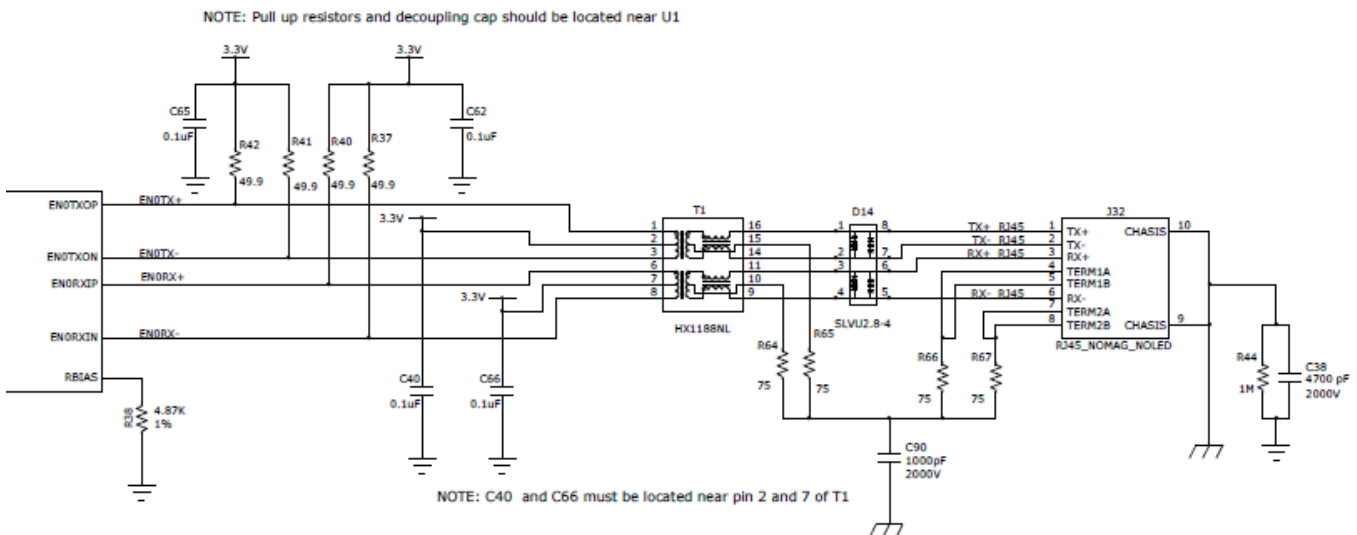 NOTE: Pull up resistors and decoupling cap should be located near U1
3.3V
3.3V
C65
0.1uF
R42
49.9
R41
49.9
R40
49.9
R37
49.9
C62
0.1uF
EN0TXOP
EN0TX+
EN0TXON
EN0TX-
EN0RXIP
EN0RX+
EN0RXIN
EN0RX-
RBIAS
R38
4.87K
1%
3.3V
3.3V
C40
0.1uF
C66
0.1uF
T1
1
2
3
6
7
8
16
15
14
11
10
9
HX1188NL
D14
1
2
3
4
8
7
6
5
SLVU2.8-4
R64
75
R65
75
R66
75
R67
75
TX+ RJ45
TX- RJ45
RX+ RJ45
RX- RJ45
J32
1
2
3
4
5
6
7
8
TX+
TX-
RX+
TERM1A
TERM1B
RX-
TERM2A
TERM2B
CHASIS
10
CHASIS
9
RJ45_NOMAG_NOLED
R44
1M
C38
4700 pF
2000V
C90
1000pF
2000V
NOTE: C40 and C66 must be located near pin 2 and 7 of T1